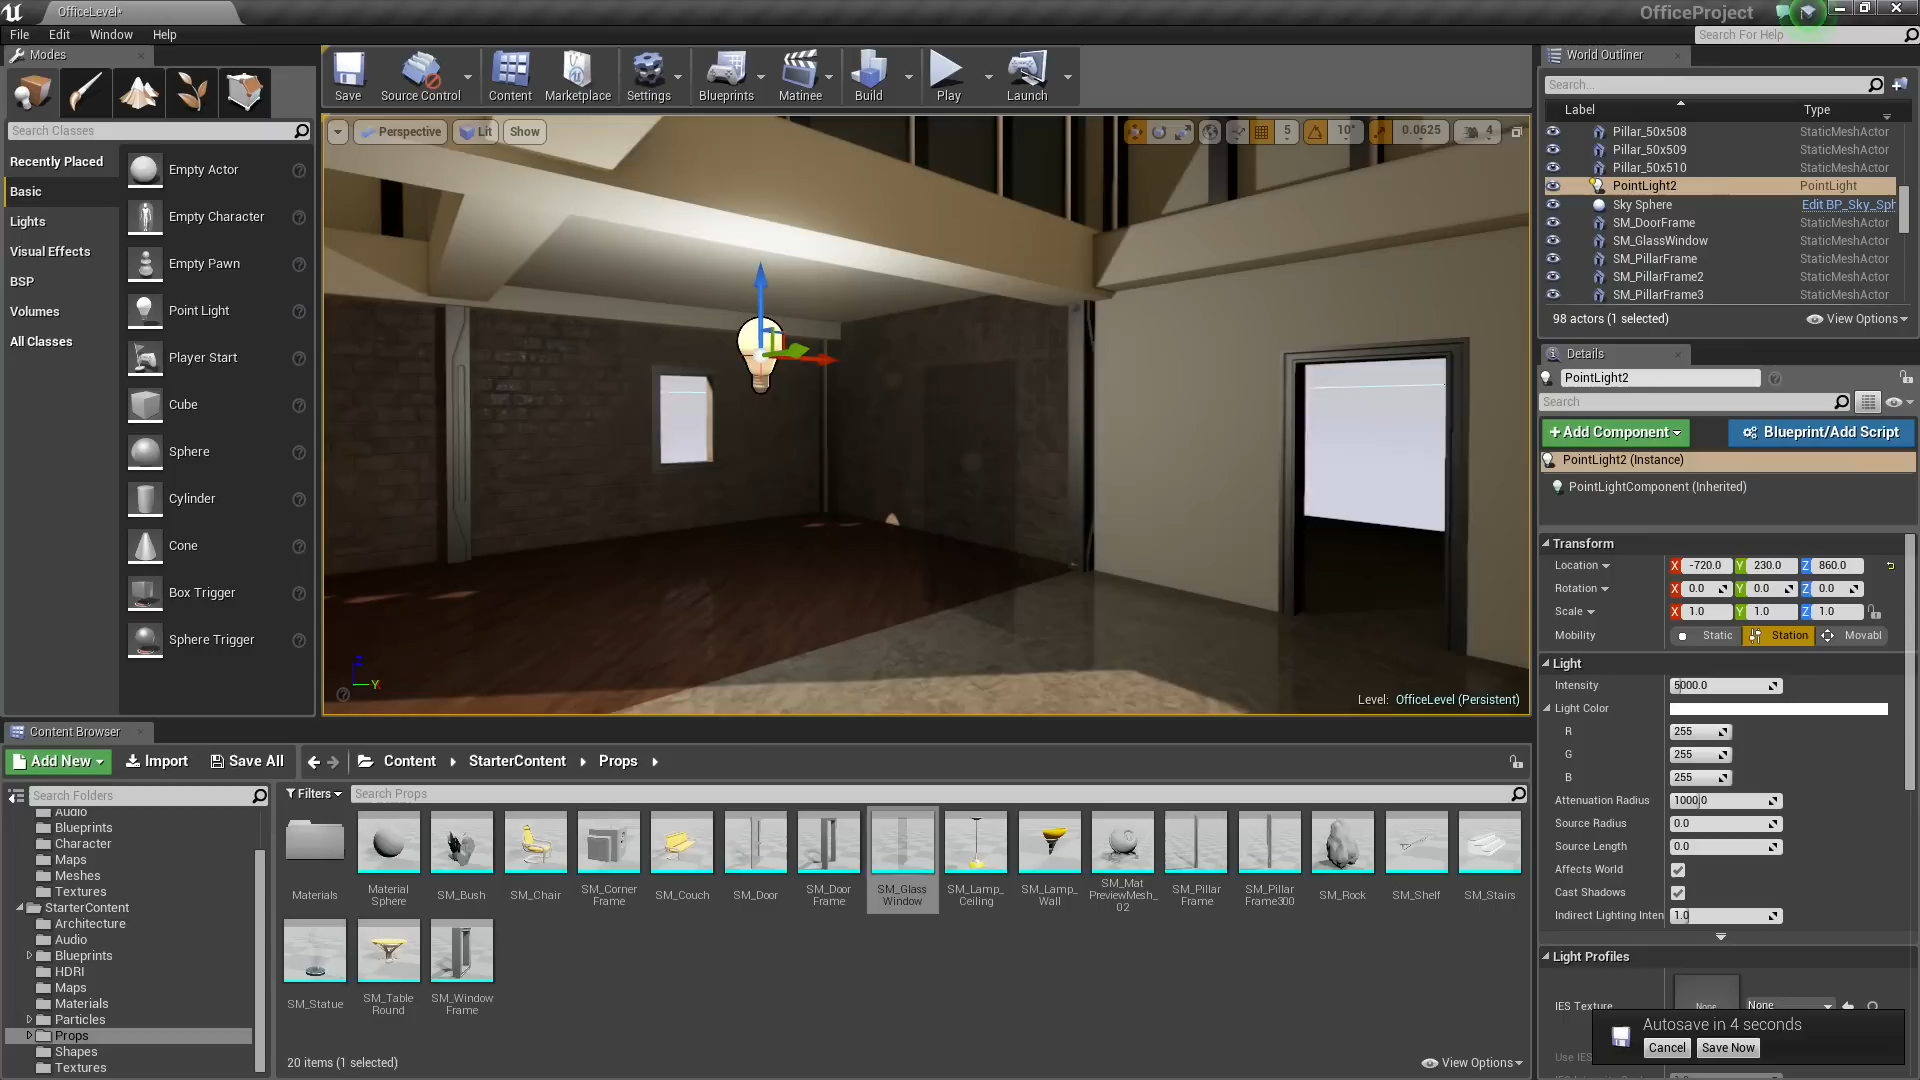 OfficeLevel*
OfficeProject
File Edit Window Help
Search For Help
Modes
Search Classes
Recently Placed
Basic
Lights
Visual Effects
BSP
Volumes
All Classes
Empty Actor
Empty Character
Empty Pawn
Point Light
Player Start
Cube
Sphere
Cylinder
Cone
Box Trigger
Sphere Trigger
Save Source Control Content Marketplace Settings Blueprints Matinee Build Play Launch
Perspective Lit Show
5 10° 0.0625 4
Z
Y
Level: OfficeLevel (Persistent)
World Outliner
Search...
Label Type
Pillar_50x508 StaticMeshActor
Pillar_50x509 StaticMeshActor
Pillar_50x510 StaticMeshActor
PointLight2 PointLight
Sky Sphere Edit BP_Sky_Sph
SM_DoorFrame StaticMeshActor
SM_GlassWindow StaticMeshActor
SM_PillarFrame StaticMeshActor
SM_PillarFrame2 StaticMeshActor
SM_PillarFrame3 StaticMeshActor
98 actors (1 selected) View Options
Details
PointLight2
Search
+Add Component Blueprint/Add Script
PointLight2 (Instance)
PointLightComponent (Inherited)
Transform
Location X -720.0 Y 230.0 Z 860.0
Rotation X 0.0 Y 0.0 Z 0.0
Scale X 1.0 Y 1.0 Z 1.0
Mobility Static Station Movabl
Light
Intensity 5000.0
Light Color
R 255
G 255
B 255
Attenuation Radius 1000.0
Source Radius 0.0
Source Length 0.0
Affects World
Cast Shadows
Indirect Lighting Inten 1.0
Light Profiles
IES Texture None None
Use IES
Autosave in 4 seconds
Cancel Save Now
Content Browser
Add New Import Save All Content StarterContent Props
Search Folders
Filters Search Props
Audio
Blueprints
Character
Maps
Meshes
Textures
StarterContent
Architecture
Audio
Blueprints
HDRI
Maps
Materials
Particles
Props
Shapes
Textures
Materials
Material
Sphere
SM_Bush
SM_Chair
SM_Corner
Frame
SM_Couch
SM_Door
SM_Door
Frame
SM_Glass
Window
SM_Lamp_
Ceiling
SM_Lamp_
Wall
SM_Mat
PreviewMesh_
02
SM_Pillar
Frame
SM_Pillar
Frame300
SM_Rock
SM_Shelf
SM_Stairs
SM_Statue
SM_Table
Round
SM_Window
Frame
20 items (1 selected) View Options